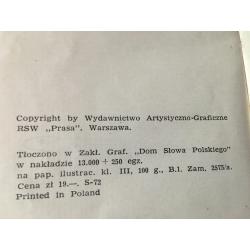 Copyright by Wydawnictwo Artystyczno-Graficzne
RSW „Prasa", Warszawa.
Tłoczono w Zakł. Graf. „Dom Słowa Polskiego"
w nakładzie 13.000 + 250 egz.
na pap. ilustrac. kl. III, 100 g., B.1. Zam. 2575/a.
Cena zł 19.—. S-72
Printed in Poland